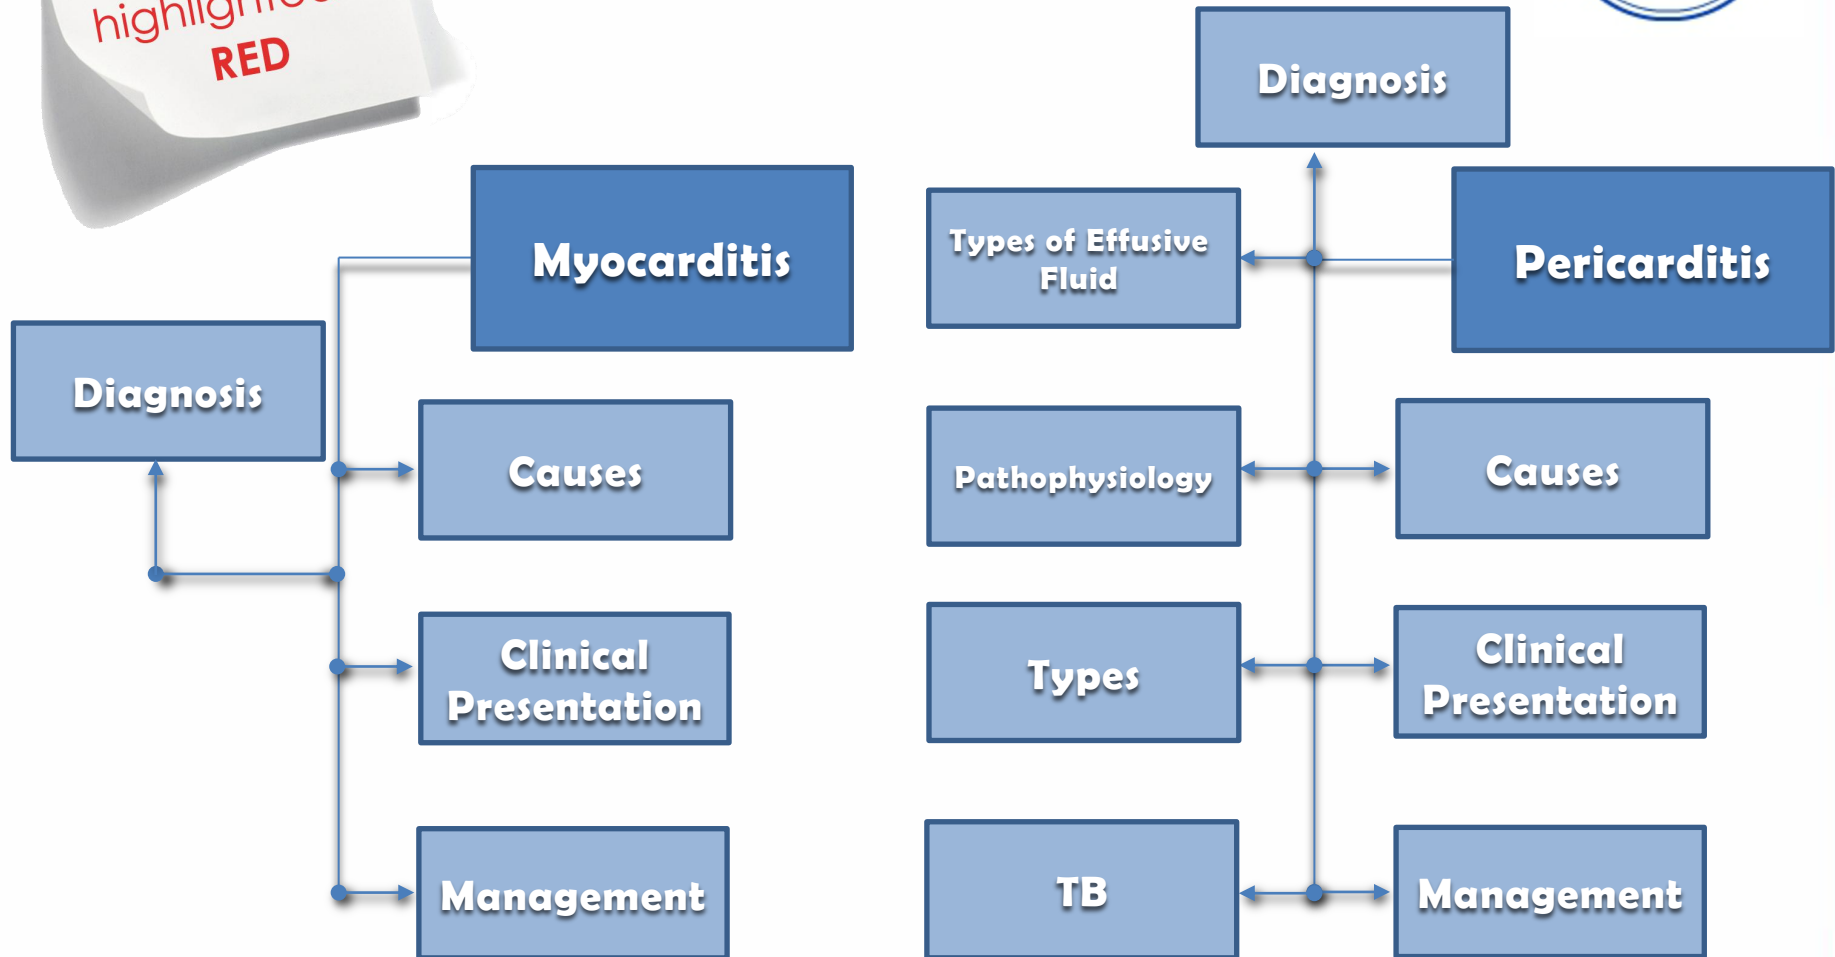 RED
Diagnosis
Myocarditis
Types of Effusive
Fluid
Pericarditis
Diagnosis
Causes
Pathophysiology
Causes
Clinical
Presentation
Types
Clinical
Presentation
Management
TB
Management